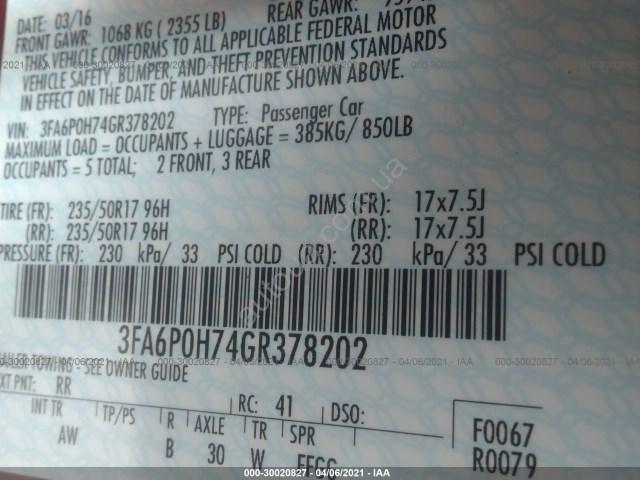 DATE: 03/16
FRONT GAWR: 1068 KG ( 2355 LB) REAR GAWR:
VEHICLE CONFORMS TO ALL APPLICABLE FEDERAL MOTOR
VEHICLE SAFETY, BUMPER, AND THEFT PREVENTION STANDARDS
IN EFFECT ON THE DATE OF MANUFACTURE SHOWN ABOVE.
VIN: 3FA6P0H74GR378202 TYPE: Passenger Car
MAXIMUM LOAD = OCCUPANTS + LUGGAGE = 385KG/ 850LB
OCCUPANTS = 5 TOTAL; 2 FRONT, 3 REAR
TIRE (FR): 235/50R17 96H RIMS (FR): 17x7.5J
(RR): 235/50R17 96H (RR): 17x7.5J
PRESSURE (FR): 230 kPa/ 33 PSI COLD (RR): 230 kPa/ 33 PSI COLD
3FA6P0H74GR378202
TOWING - SEE OWNER GUIDE
EXT PNT: RR RC: 41 DSO:
INT TR TP/PS R AXLE TR SPR F0067
AW B 30 W R0079
000-30020827 - 04/06/2021 - IAA